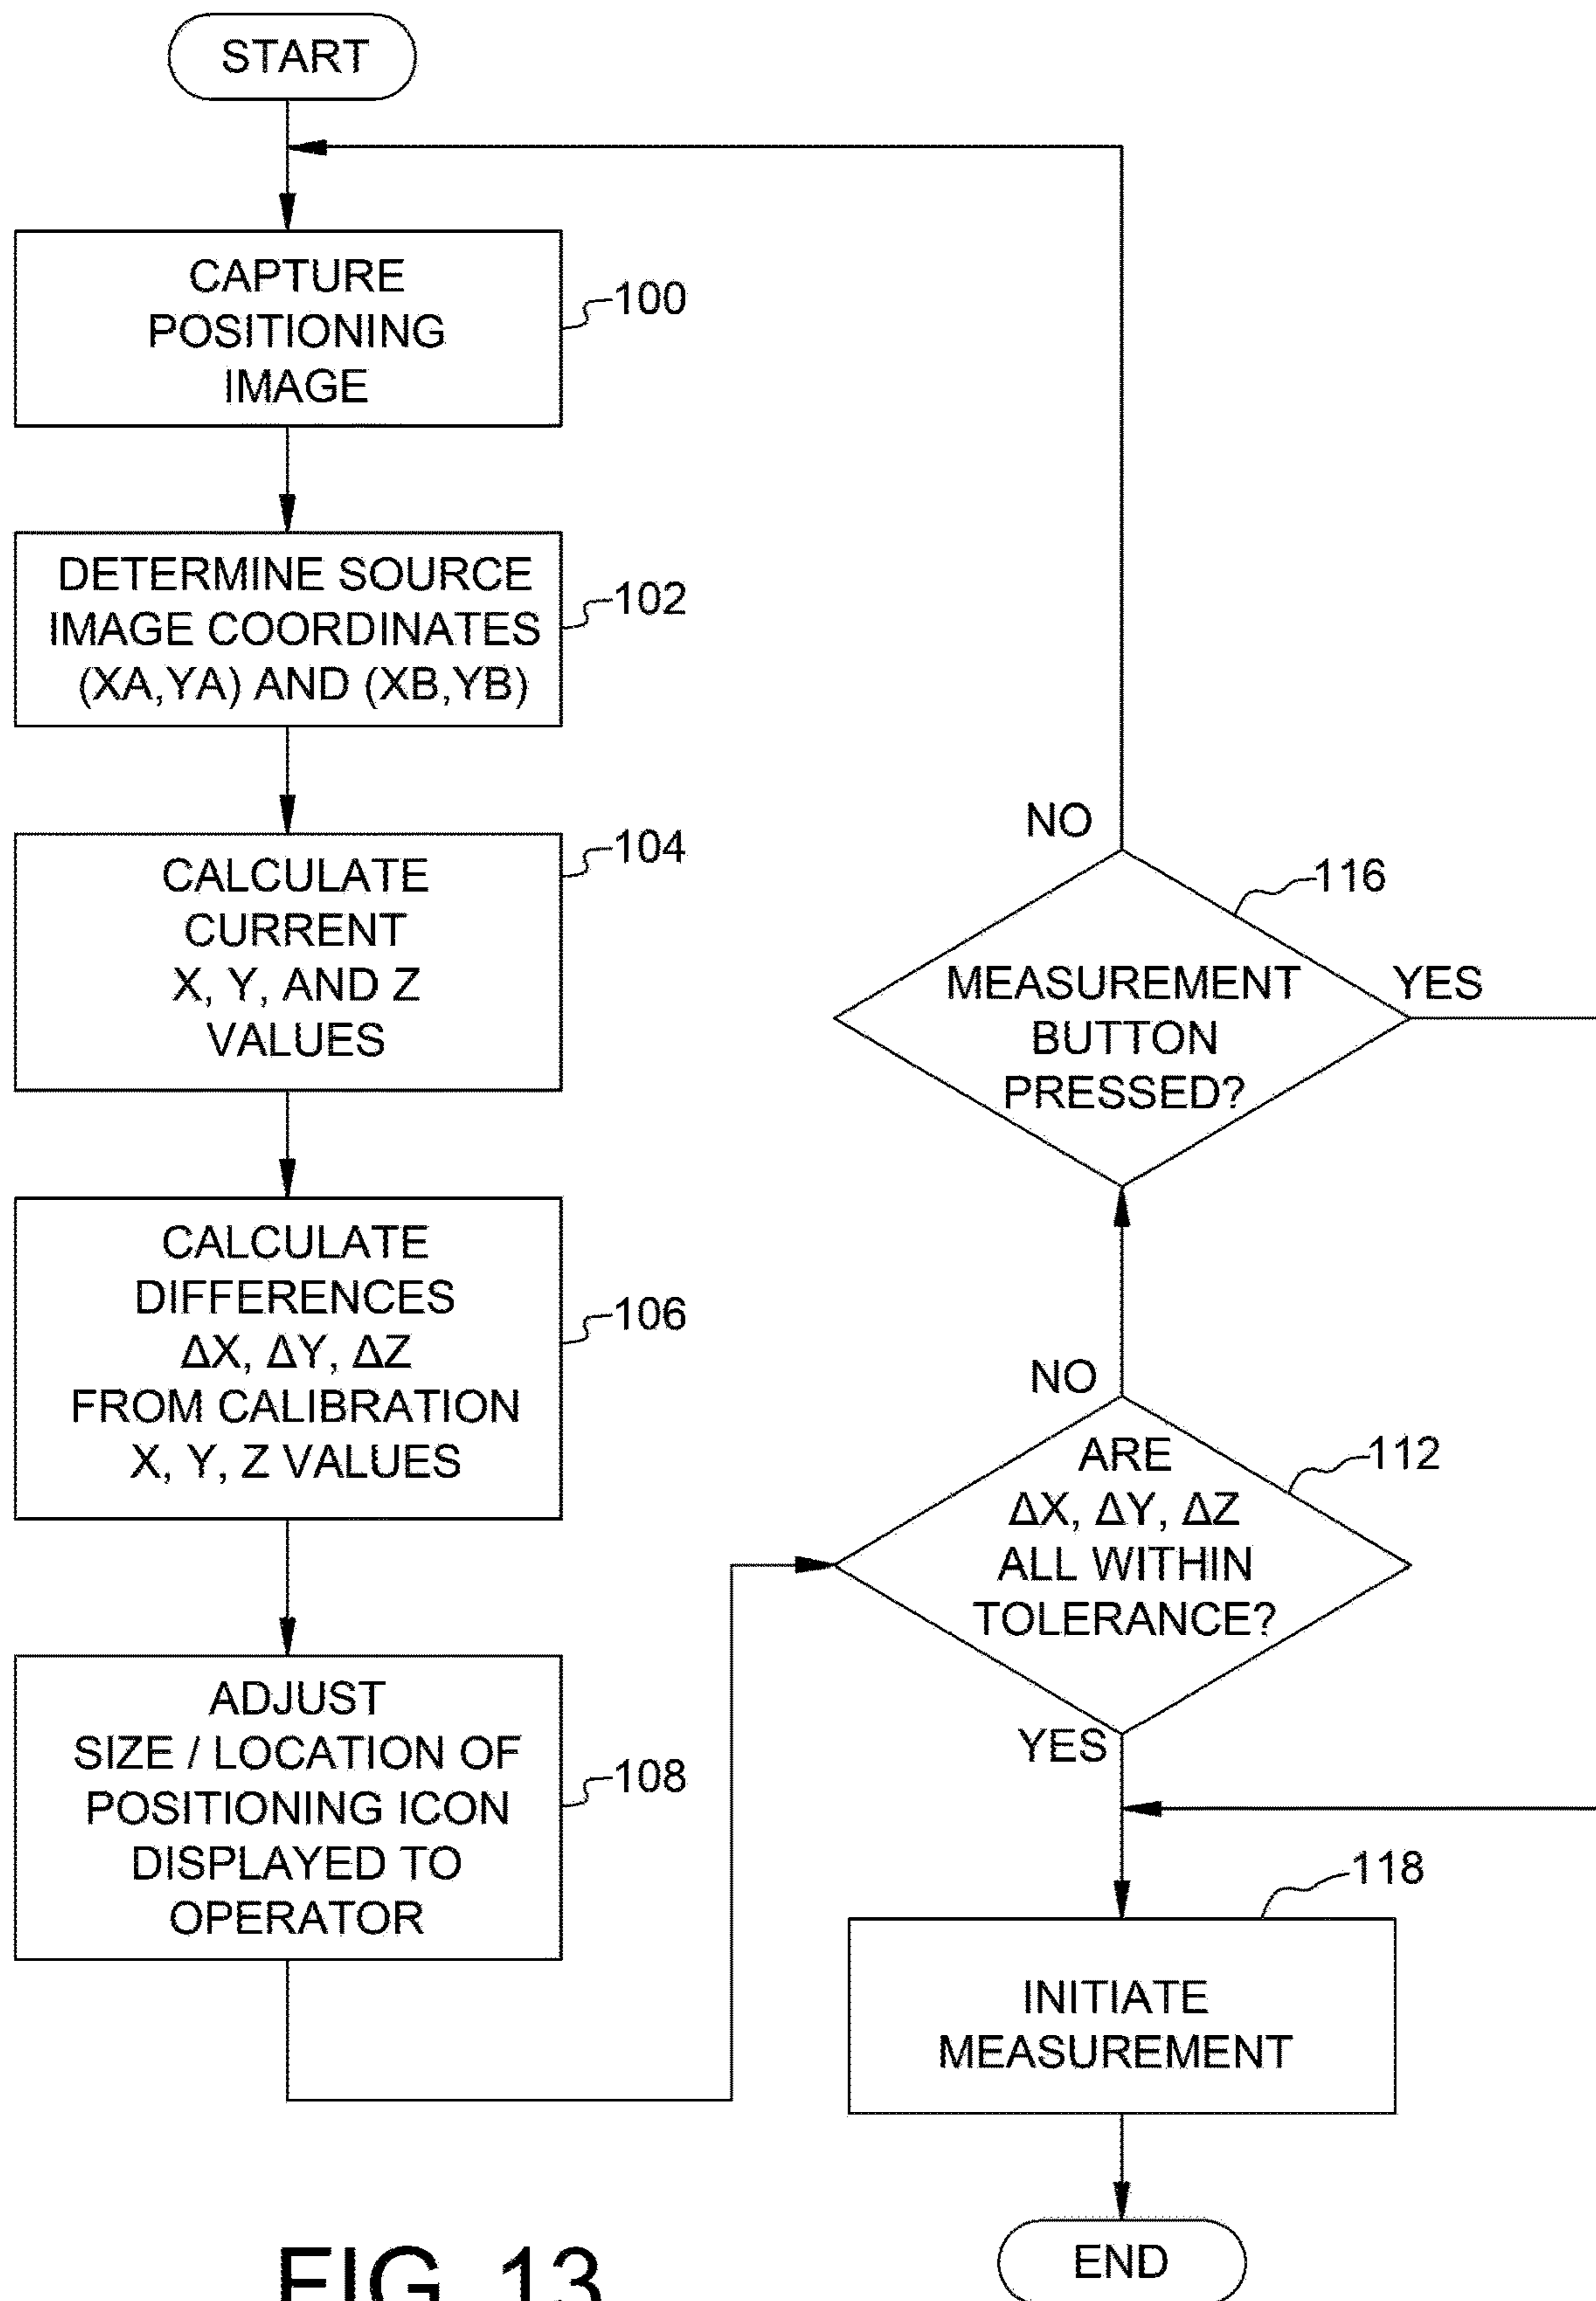 START
CAPTURE
POSITIONING
IMAGE
100
DETERMINE SOURCE
IMAGE COORDINATES
(XA,YA) AND (XB,YB)
102
CALCULATE
CURRENT
X, Y, AND Z
VALUES
104
CALCULATE
DIFFERENCES
ΔX, ΔY, ΔZ
FROM CALIBRATION
X, Y, Z VALUES
106
ADJUST
SIZE / LOCATION OF
POSITIONING ICON
DISPLAYED TO
OPERATOR
108
NO
116
MEASUREMENT
BUTTON
PRESSED?
YES
NO
112
ARE
ΔX, ΔY, ΔZ
ALL WITHIN
TOLERANCE?
YES
118
INITIATE
MEASUREMENT
END
FIG. 13